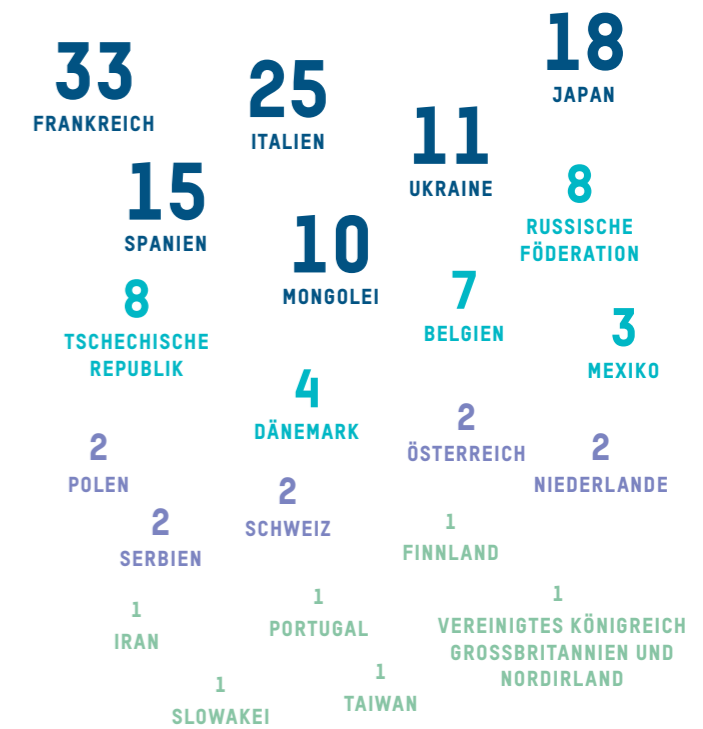 33
FRANKREICH
25
ITALIEN
18
JAPAN
11
UKRAINE
15
SPANIEN
8
RUSSISCHE
FÖDERATION
10
MONGOLEI
8
TSCHECHISCHE
REPUBLIK
7
BELGIEN
3
MEXIKO
4
DÄNEMARK
2
ÖSTERREICH
2
POLEN
2
NIEDERLANDE
2
SCHWEIZ
2
SERBIEN
1
FINNLAND
1
IRAN
1
PORTUGAL
1
VEREINIGTES KÖNIGREICH
GROSSBRITANNIEN UND
NORDIRLAND
1
SLOWAKEI
1
TAIWAN